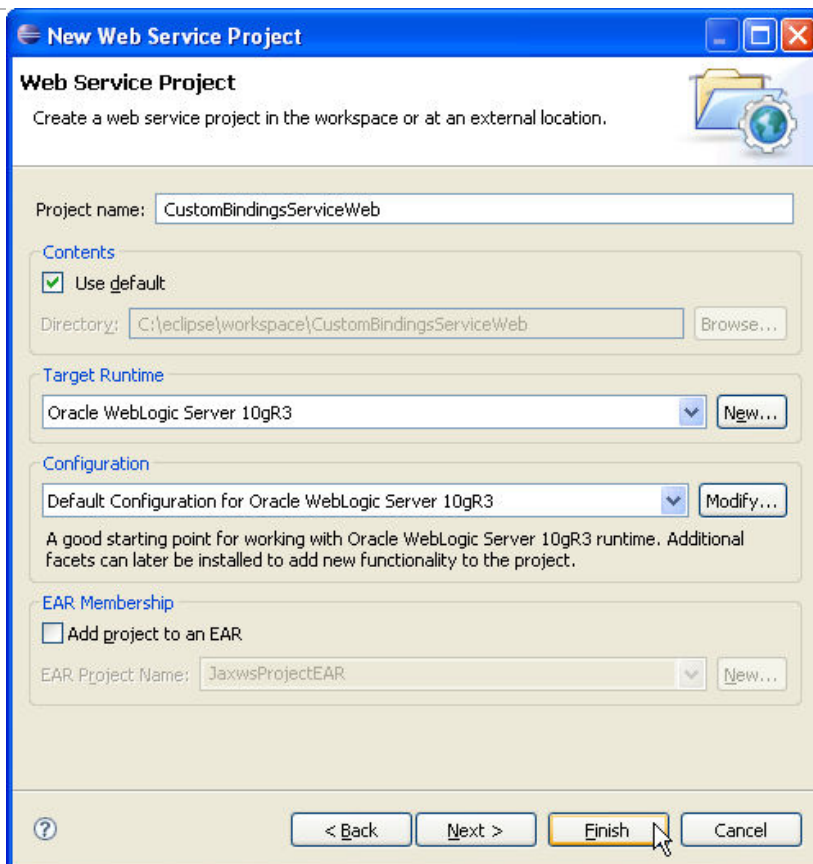 New Web Service Project
Web Service Project
Create a web service project in the workspace or at an external location.
Project name: CustomBindingsServiceWeb
Contents
Use default
Directory: C:\eclipse\workspace\CustomBindingsServiceWeb Browse...
Target Runtime
Oracle WebLogic Server 10gR3 New...
Configuration
Default Configuration for Oracle WebLogic Server 10gR3 Modify...
A good starting point for working with Oracle WebLogic Server 10gR3 runtime. Additional
facets can later be installed to add new functionality to the project.
EAR Membership
Add project to an EAR
EAR Project Name: JaxwsProjectEAR New...
? < Back Next > Finish Cancel